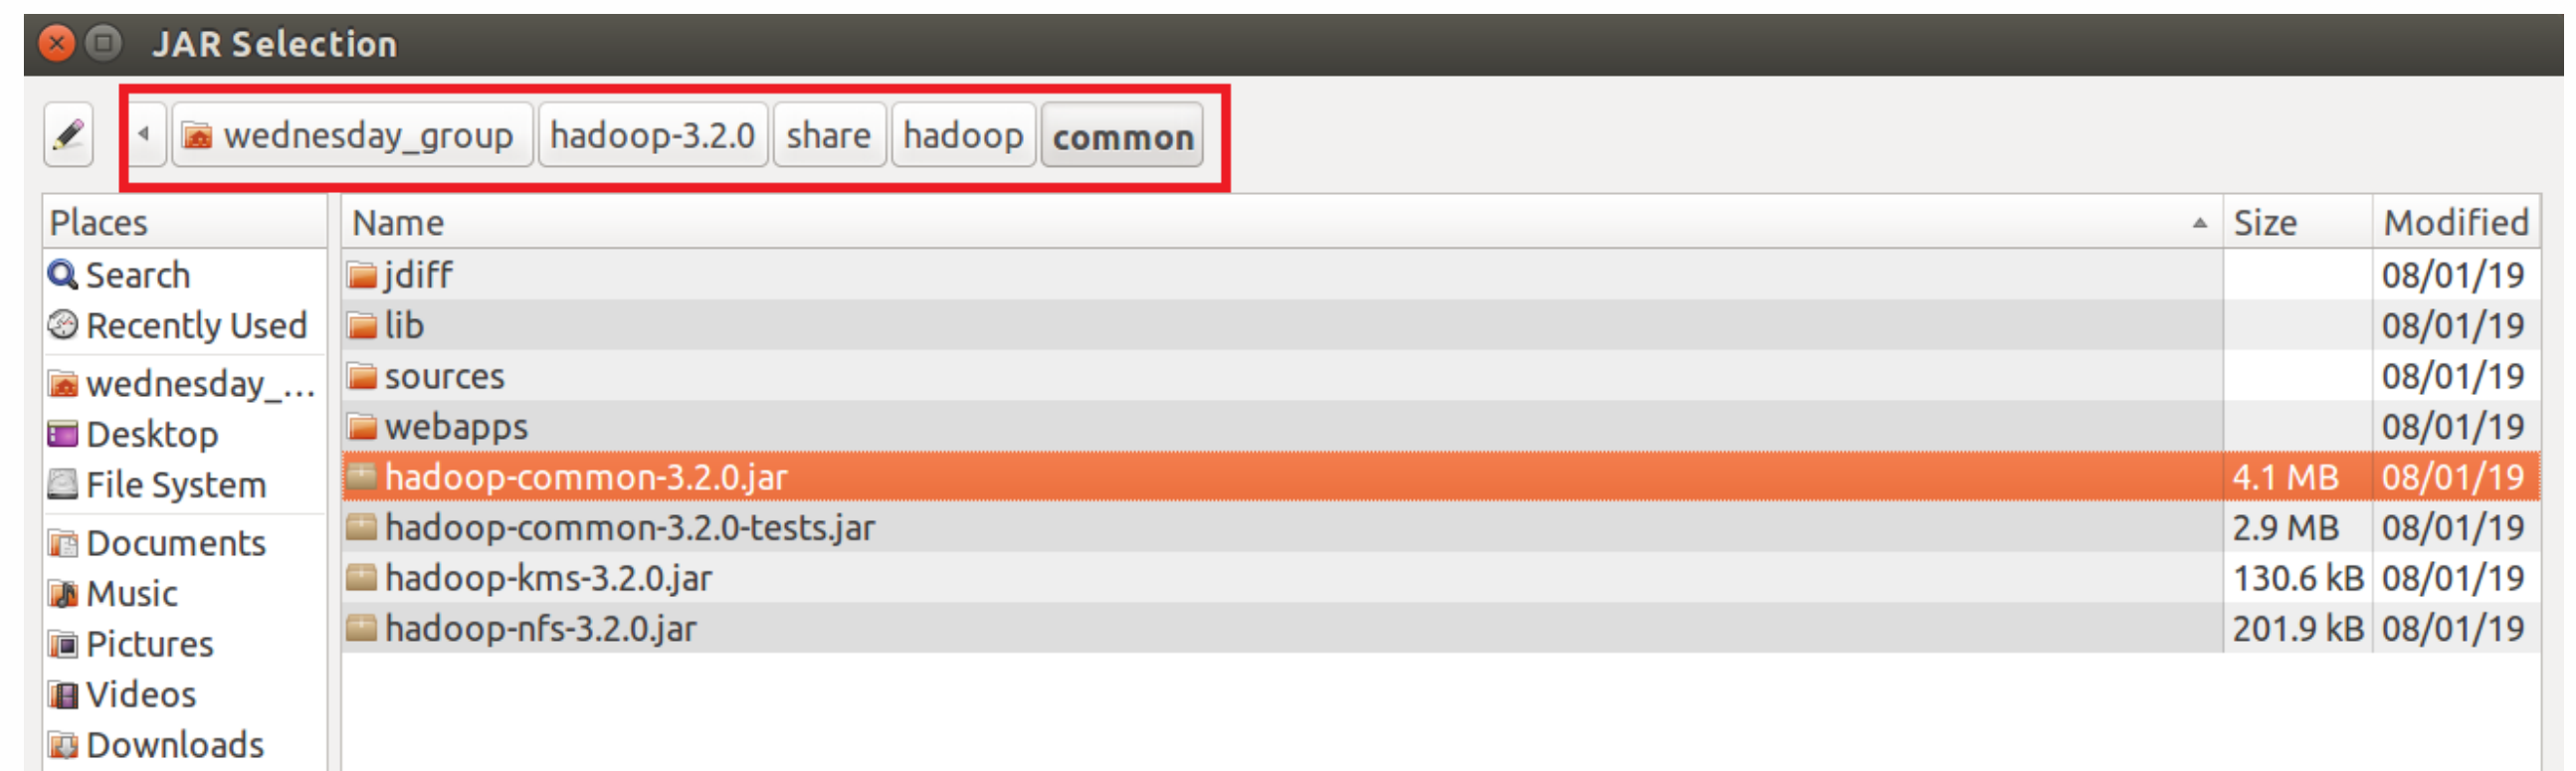 JAR Selection
wednesday_group hadoop-3.2.0 share hadoop common
Places Name Size Modified
Search jdiff 08/01/19
Recently Used lib 08/01/19
wednesday_... sources 08/01/19
Desktop webapps 08/01/19
File System hadoop-common-3.2.0.jar 4.1 MB 08/01/19
Documents hadoop-common-3.2.0-tests.jar 2.9 MB 08/01/19
Music hadoop-kms-3.2.0.jar 130.6 kB 08/01/19
Pictures hadoop-nfs-3.2.0.jar 201.9 kB 08/01/19
Videos
Downloads